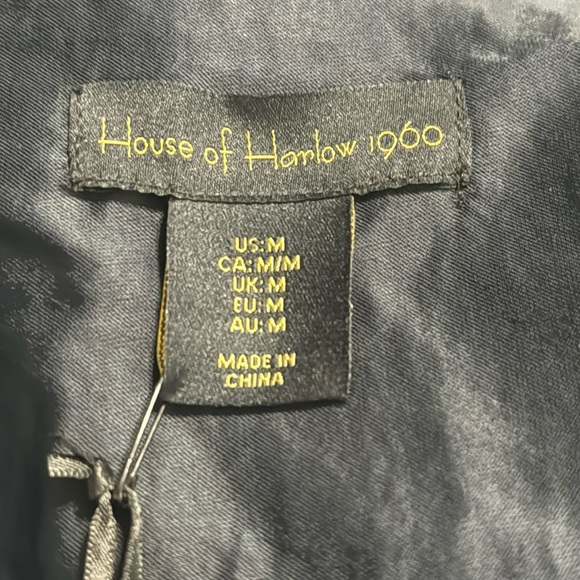 House of Harlow 1960
US: M
CA: M/M
UK: M
EU: M
AU: M
MADE IN
CHINA